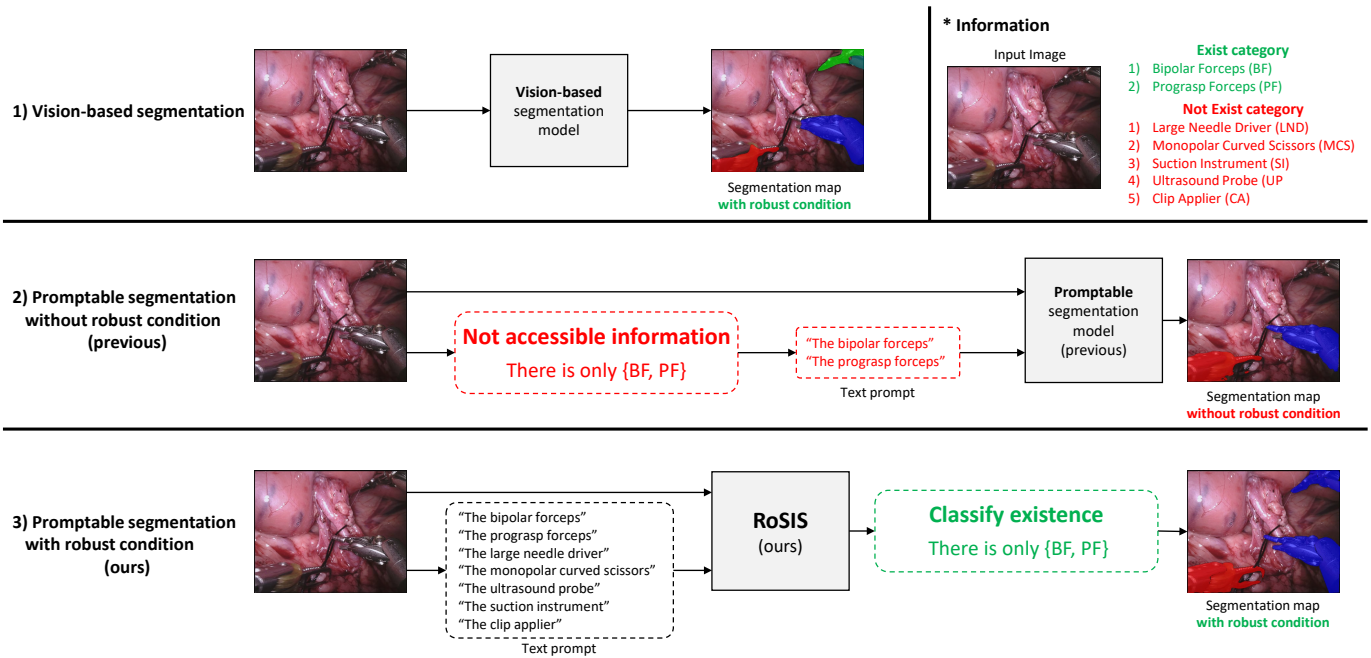 1) Vision-based segmentation
Vision-based
segmentation
model
Segmentation map
with robust condition
* Information
Input Image
Exist category
1) Bipolar Forceps (BF)
2) Prograsp Forceps (PF)
Not Exist category
1) Large Needle Driver (LND)
2) Monopolar Curved Scissors (MCS)
3) Suction Instrument (SI)
4) Ultrasound Probe (UP
5) Clip Applier (CA)
2) Promptable segmentation
without robust condition
(previous)
Not accessible information
There is only {BF, PF}
“The bipolar forceps”
“The prograsp forceps”
Text prompt
Promptable
segmentation
model
(previous)
Segmentation map
without robust condition
3) Promptable segmentation
with robust condition
(ours)
“The bipolar forceps”
“The prograsp forceps”
“The large needle driver”
“The monopolar curved scissors”
“The ultrasound probe”
“The suction instrument”
“The clip applier”
Text prompt
RoSIS
(ours)
Classify existence
There is only {BF, PF}
Segmentation map
with robust condition